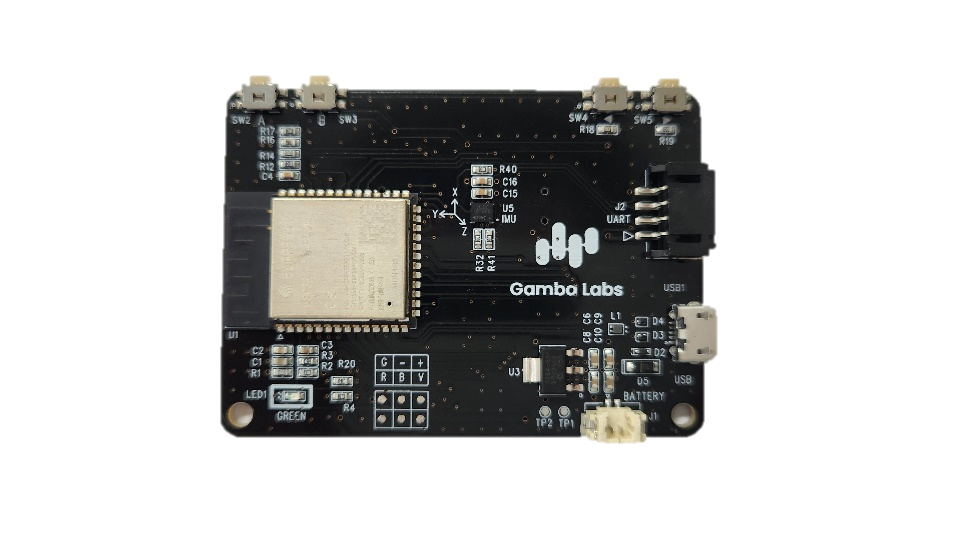 SW2
A
B
SW3
SW4
SW5
R17
R16
R14
R12
C4
R18
R19
R40
C16
C15
X
Y
Z
U5
IMU
R32
R41
J2
UART
Gamba Labs
USB1
U1
C2
C1
R1
C3
R3
R2
R20
R4
LED1
GREEN
G - +
R B V
U3
C8 C6
C10 C9
L1
D4
D3
D2
D5
USB
BATTERY
J1
TP2 TP1